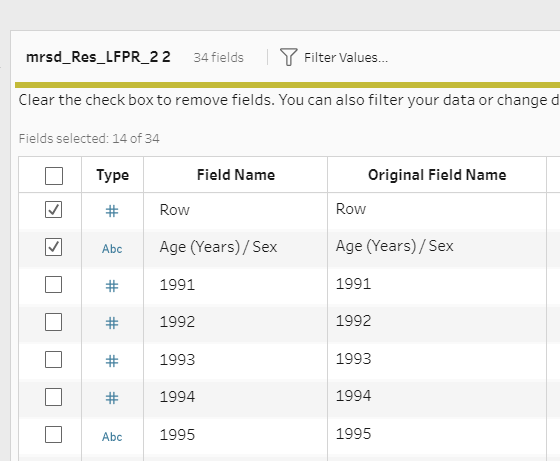 mrsd_Res_LFPR_2 2 34 fields Filter Values...
Clear the check box to remove fields. You can also filter your data or change d
Fields selected: 14 of 34
Type Field Name Original Field Name
# Row Row
Abc Age (Years) / Sex Age (Years) / Sex
# 1991 1991
# 1992 1992
# 1993 1993
# 1994 1994
Abc 1995 1995